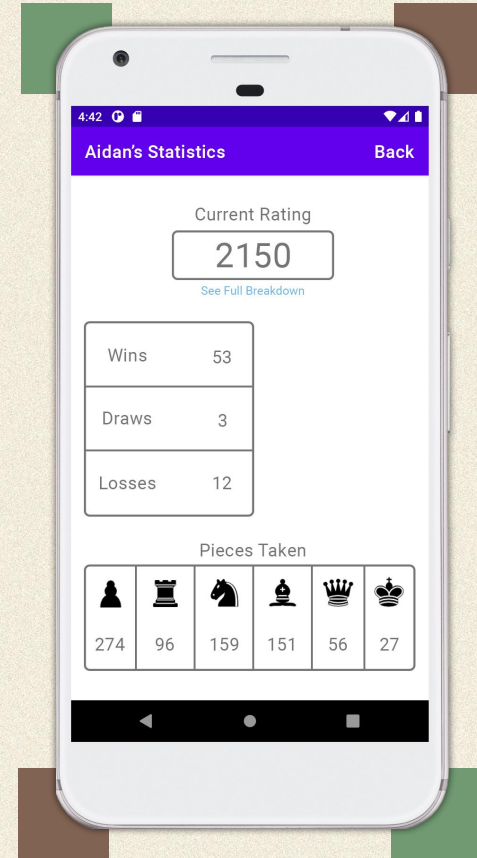 4:42
Aidan's Statistics Back
Current Rating
2150
See Full Breakdown
Wins 53
Draws 3
Losses 12
Pieces Taken
274 96 159 151 56 27